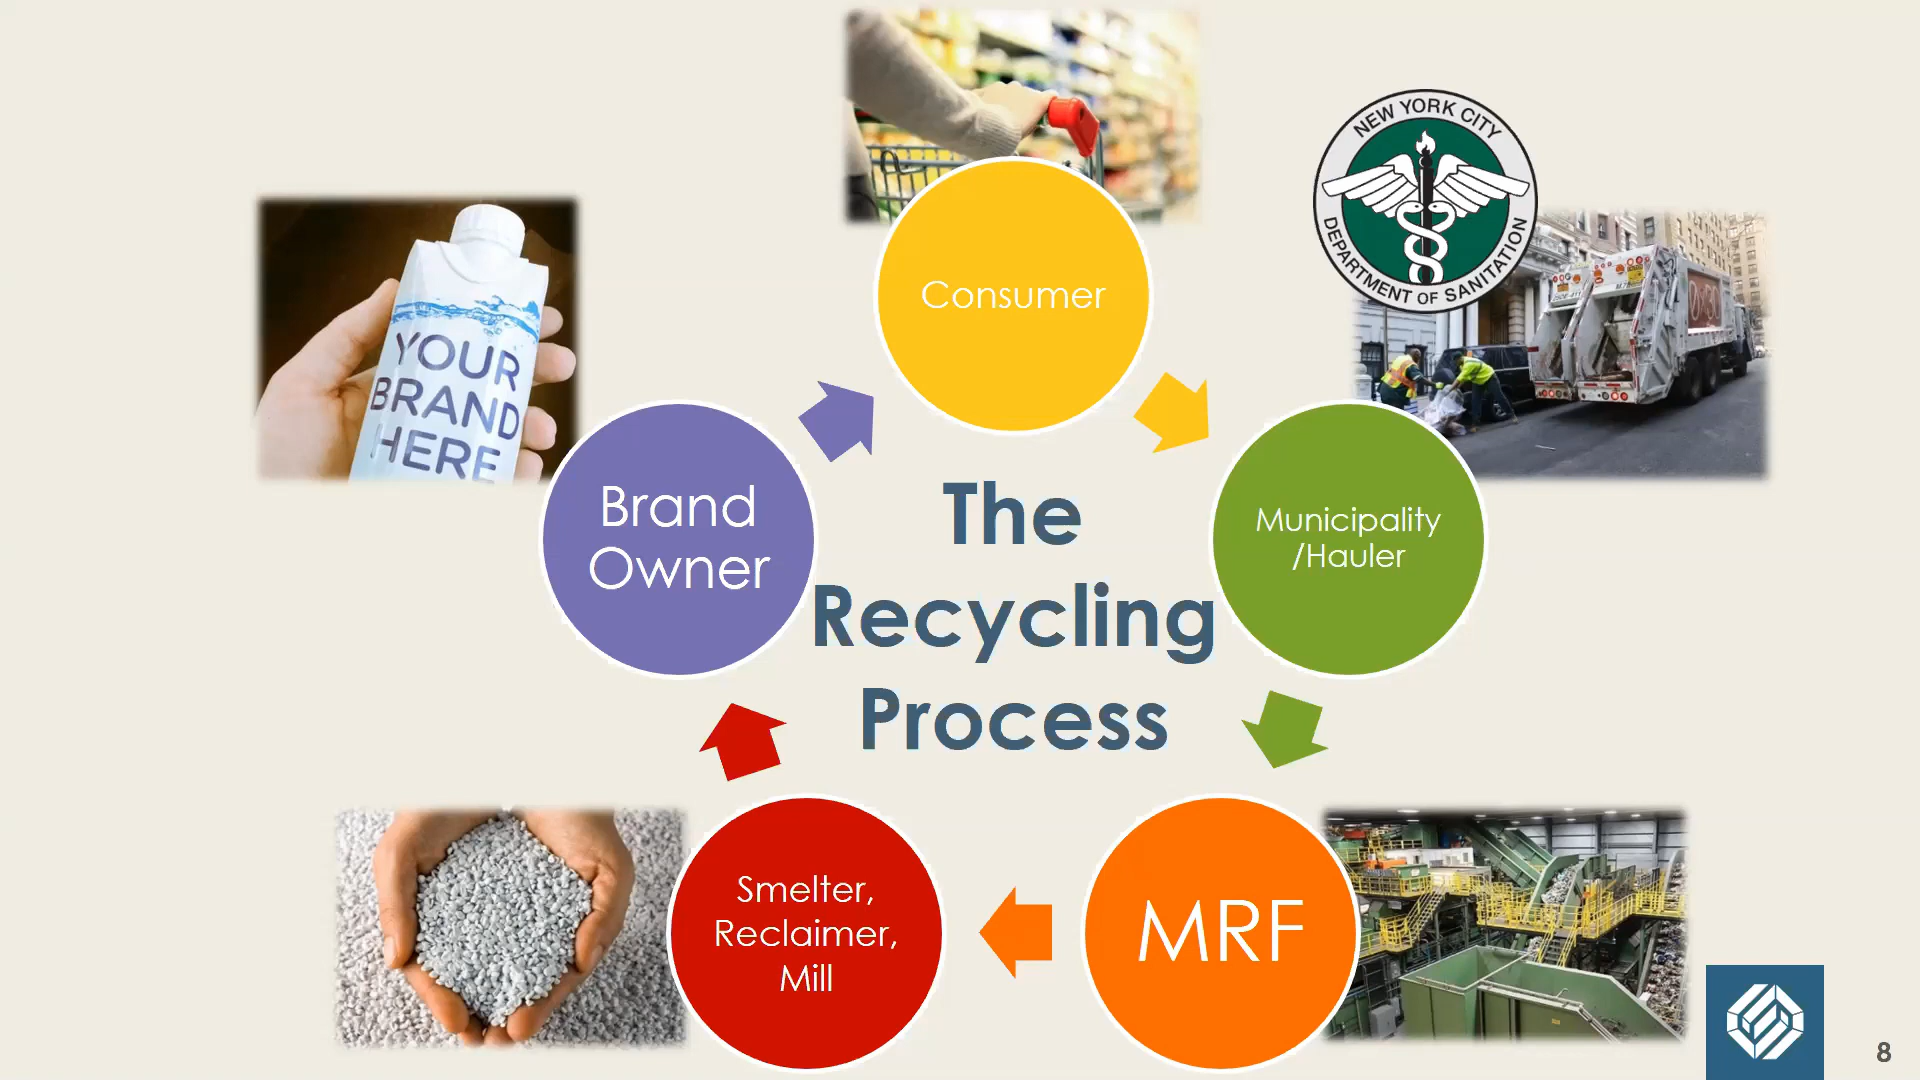 The
Recycling
Process
Consumer
Municipality
/Hauler
MRF
Smelter,
Reclaimer,
Mill
Brand
Owner
YOUR
BRAND
HERE
NEW YORK CITY
DEPARTMENT OF SANITATION
8